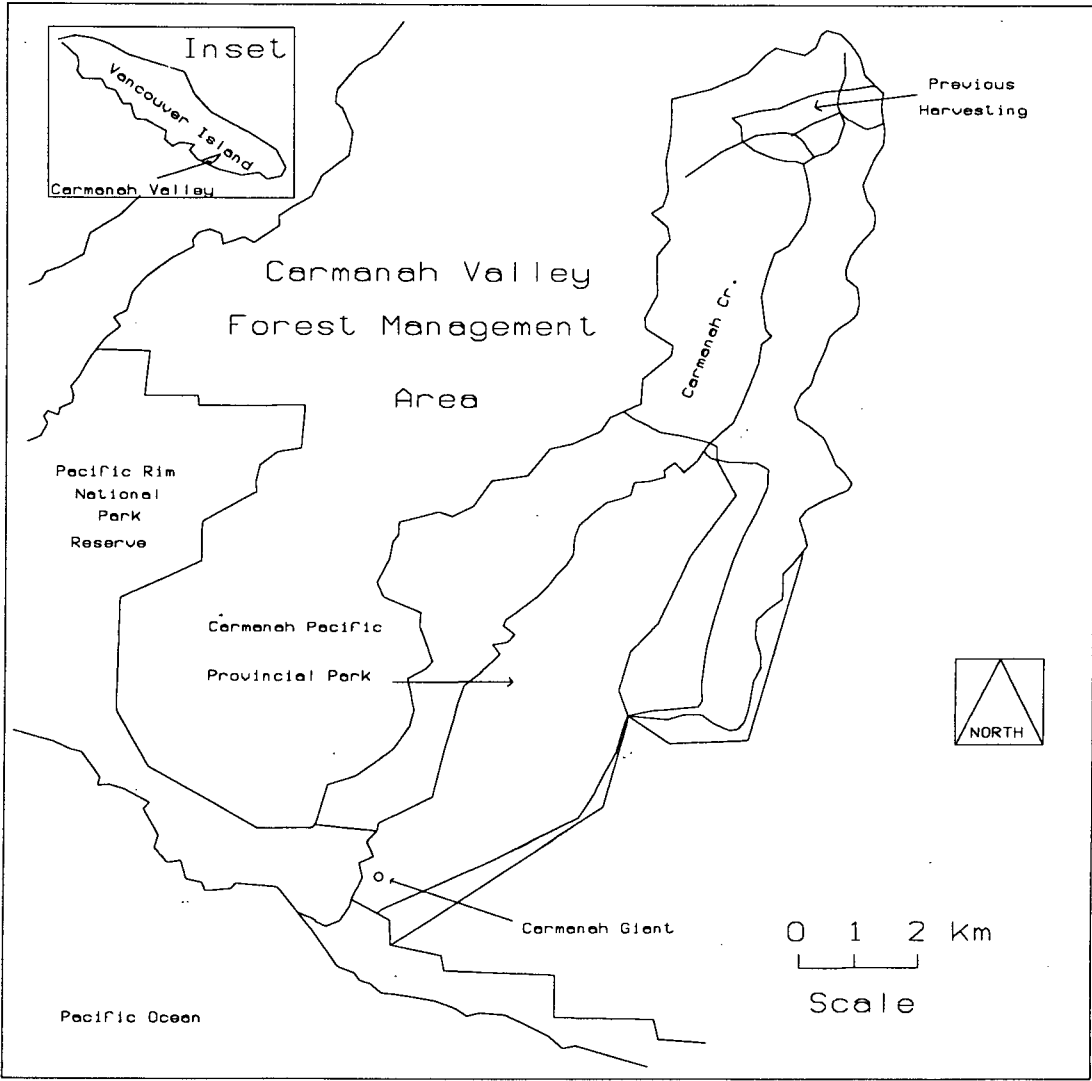 Inset
Vancouver Island
Carmanah Valley
Previous
Harvesting
Carmanah Valley
Forest Management
Area
Carmanah Cr.
Pacific Rim
National
Park
Reserve
Carmanah Pacific
Provincial Park
NORTH
Carmanah Giant
0 1 2 Km
Scale
Pacific Ocean